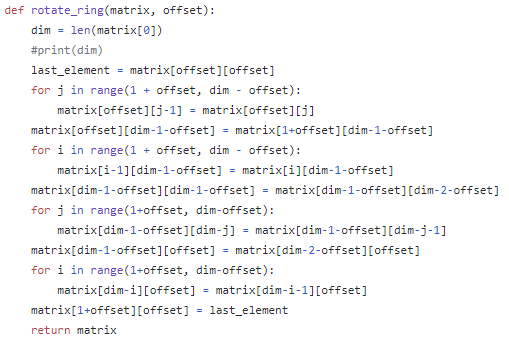 def rotate_ring(matrix, offset):
    dim = len(matrix[0])
    #print(dim)
    last_element = matrix[offset][offset]
    for j in range(1 + offset, dim - offset):
        matrix[offset][j-1] = matrix[offset][j]
    matrix[offset][dim-1-offset] = matrix[1+offset][dim-1-offset]
    for i in range(1 + offset, dim - offset):
        matrix[i-1][dim-1-offset] = matrix[i][dim-1-offset]
    matrix[dim-1-offset][dim-1-offset] = matrix[dim-1-offset][dim-2-offset]
    for j in range(1+offset, dim-offset):
        matrix[dim-1-offset][dim-j] = matrix[dim-1-offset][dim-j-1]
    matrix[dim-1-offset][offset] = matrix[dim-2-offset][offset]
    for i in range(1+offset, dim-offset):
        matrix[dim-i][offset] = matrix[dim-i-1][offset]
    matrix[1+offset][offset] = last_element
    return matrix